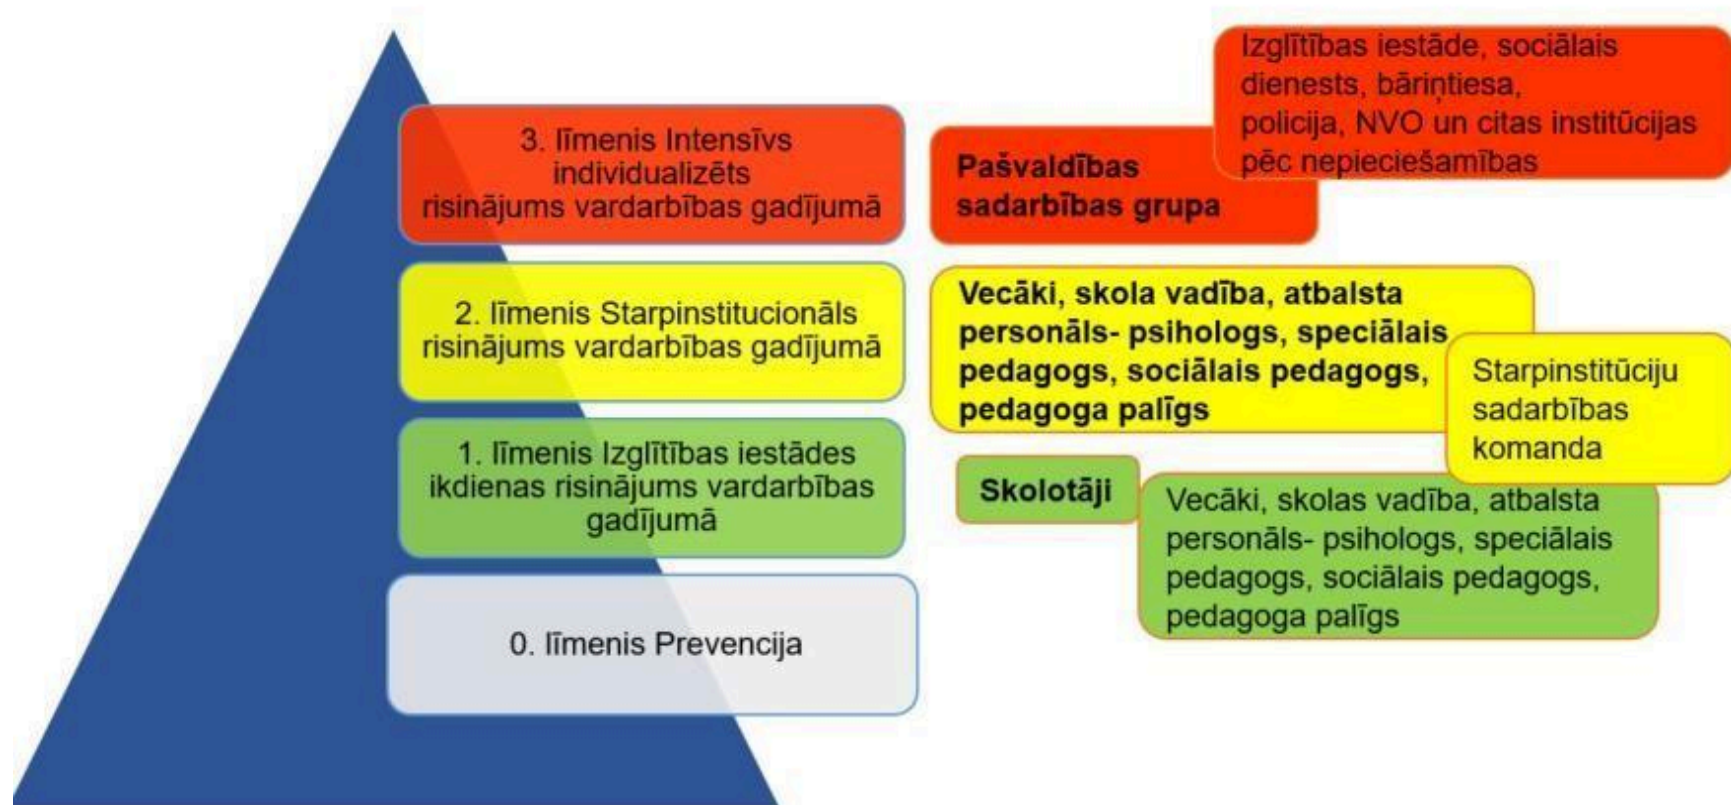 3. līmenis Intensīvs
individualizēts
risinājums vardarbības gadījumā
Pašvaldības
sadarbības grupa
Izglītības iestāde, sociālais
dienests, bāriņtiesa,
policija, NVO un citas institūcijas
pēc nepieciešamības
2. līmenis Starpinstitucionāls
risinājums vardarbības gadījumā
Vecāki, skola vadība, atbalsta
personāls- psihologs, speciālais
pedagogs, sociālais pedagogs,
pedagoga palīgs
Starpinstitūciju
sadarbības
komanda
1. līmenis Izglītības iestādes
ikdienas risinājums vardarbības
gadījumā
Skolotāji
Vecāki, skolas vadība, atbalsta
personāls- psihologs, speciālais
pedagogs, sociālais pedagogs,
pedagoga palīgs
0. līmenis Prevencija